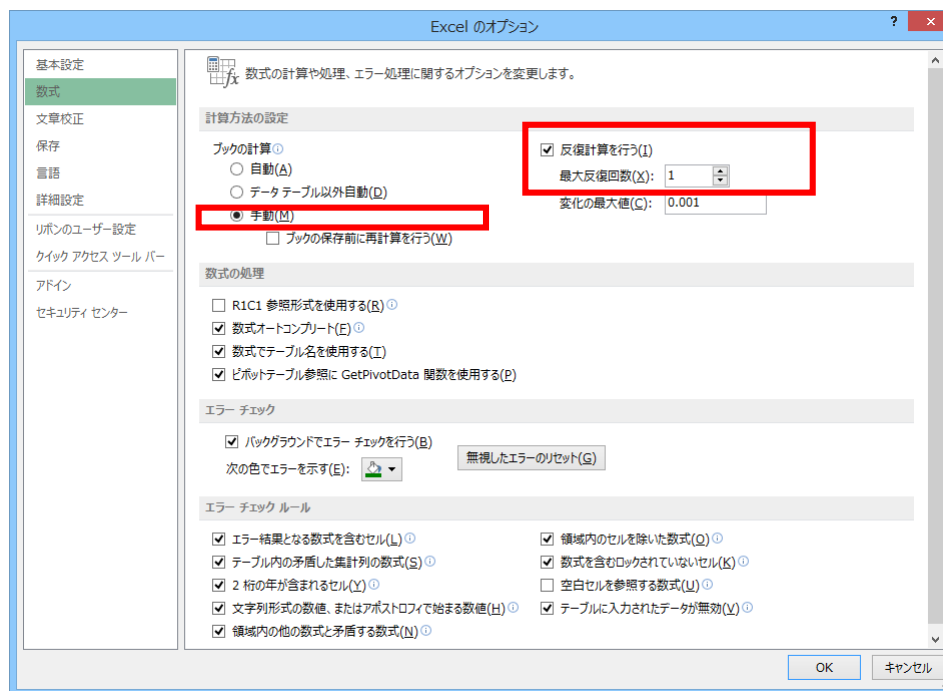 Excel のオプション
?
×
基本設定
数式
文章校正
保存
言語
詳細設定
リボンのユーザー設定
クイック アクセス ツール バー
アドイン
セキュリティ センター
数式の計算や処理、エラー処理に関するオプションを変更します。
計算方法の設定
ブックの計算
自動(A)
データ テーブル以外自動(D)
手動(M)
ブックの保存前に再計算を行う(W)
反復計算を行う(I)
最大反復回数(X): 1
変化の最大値(C): 0.001
数式の処理
R1C1 参照形式を使用する(R)
数式オートコンプリート(F)
数式でテーブル名を使用する(T)
ピボットテーブル参照に GetPivotData 関数を使用する(P)
エラー チェック
バックグラウンドでエラー チェックを行う(B)
次の色でエラーを示す(E):
無視したエラーのリセット(G)
エラー チェック ルール
エラー結果となる数式を含むセル(L)
テーブル内の矛盾した集計列の数式(S)
2 桁の年が含まれるセル(Y)
文字列形式の数値、またはアポストロフィで始まる数値(H)
領域内の他の数式と矛盾する数式(N)
領域内のセルを除いた数式(O)
数式を含むロックされていないセル(K)
空白セルを参照する数式(U)
テーブルに入力されたデータが無効(V)
OK
キャンセル